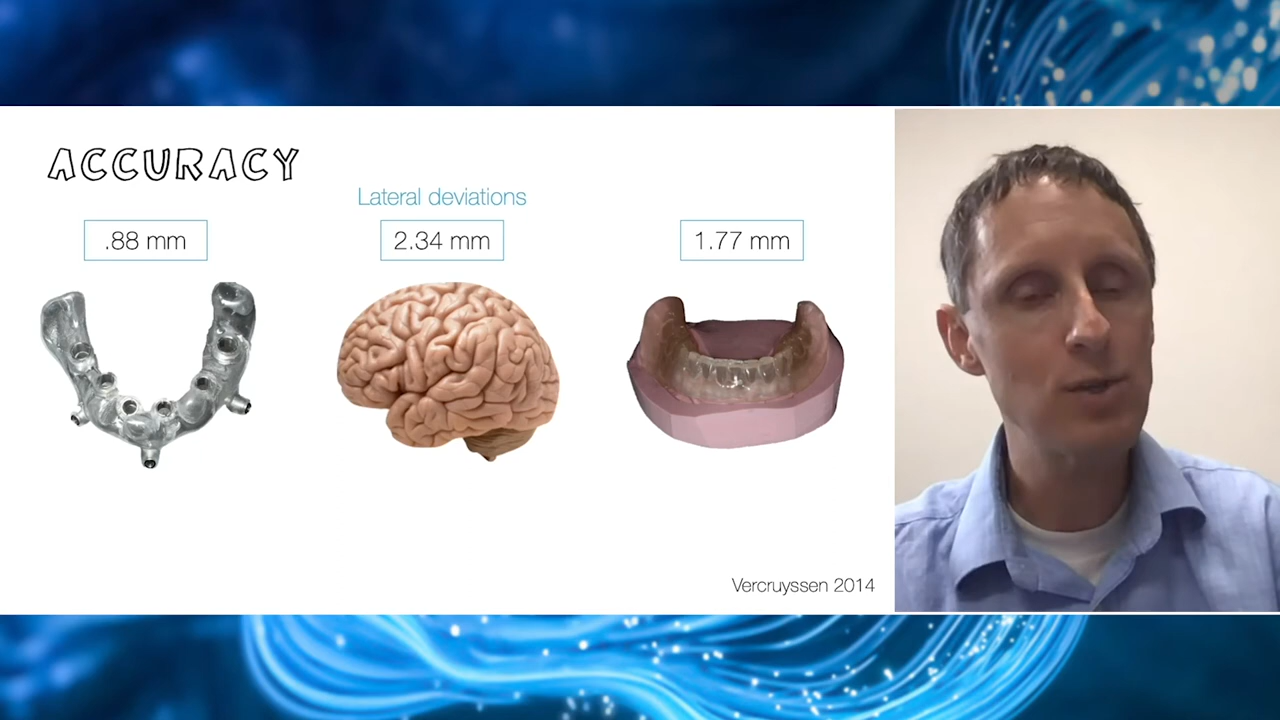 ACCURACY
Lateral deviations
.88 mm
2.34 mm
1.77 mm
Vercruyssen 2014